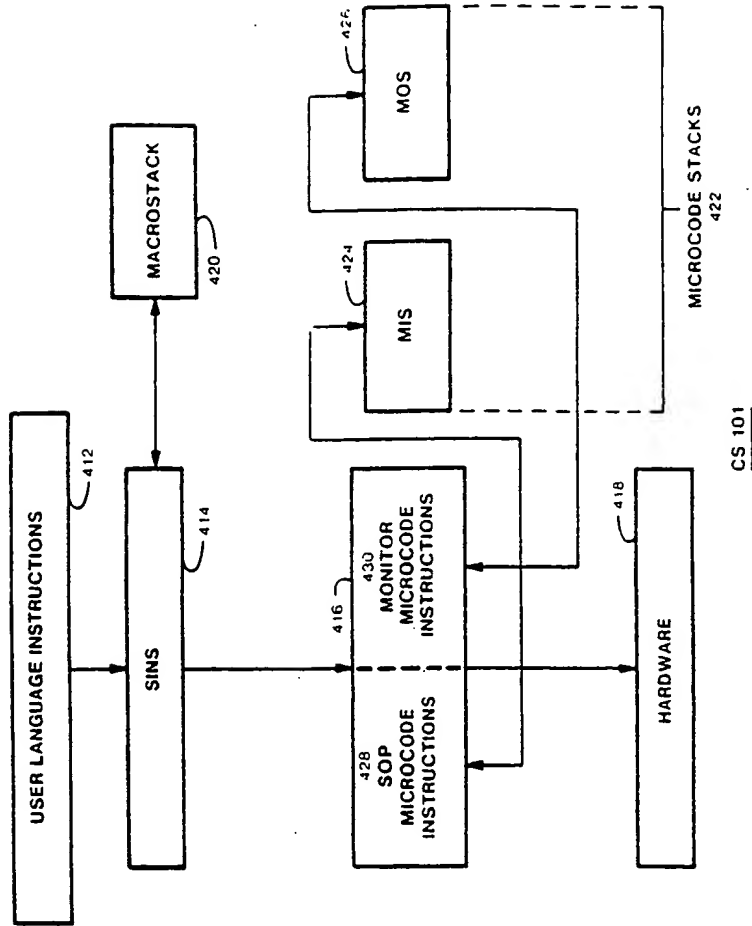 USER LANGUAGE INSTRUCTIONS
412
SINS
414
MACROSTACK
420
416
428
SOP
MICROCODE
INSTRUCTIONS
430
MONITOR
MICROCODE
INSTRUCTIONS
MIS
424
MOS
426
MICROCODE STACKS
422
HARDWARE
418
CS 101